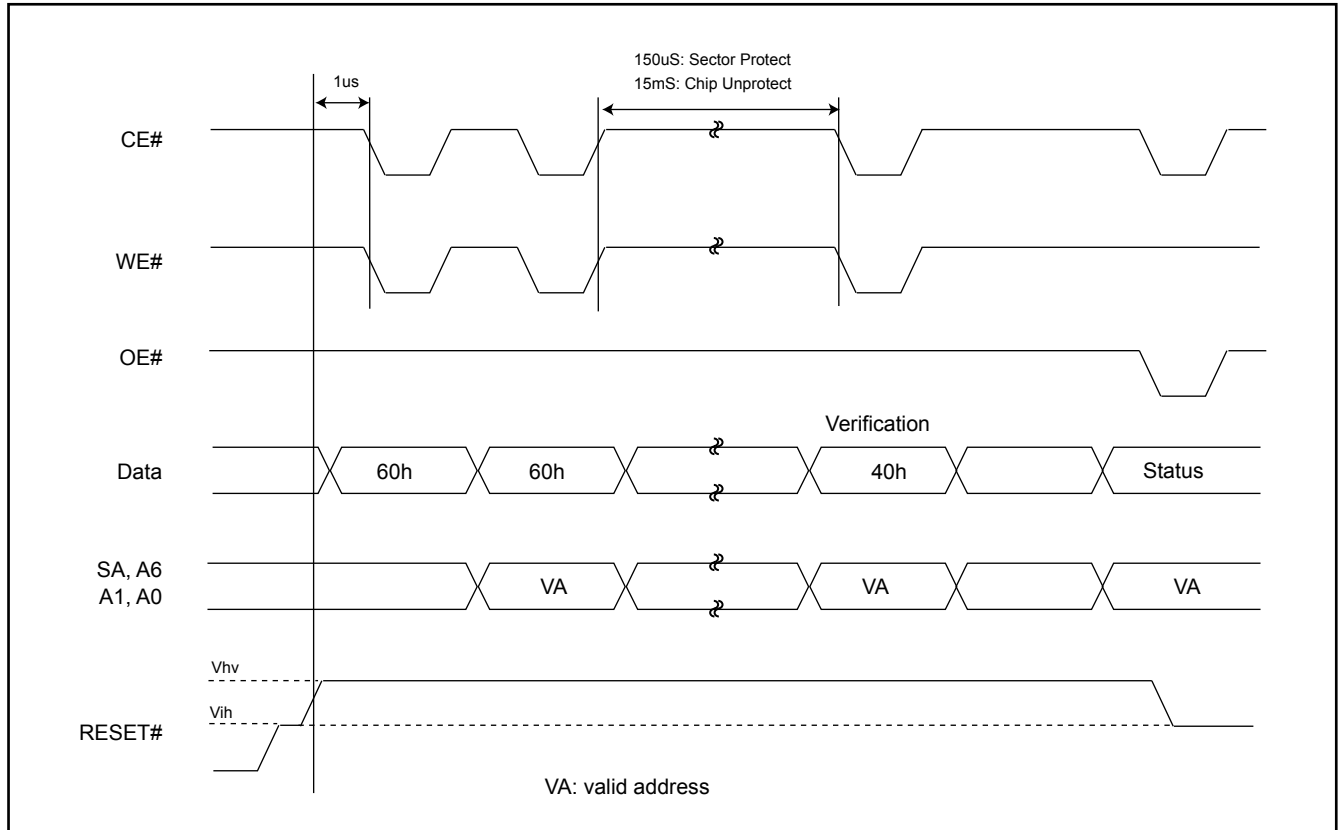 150uS: Sector Protect
15mS: Chip Unprotect
1us
CE#
WE#
OE#
Verification
Data
60h
60h
40h
Status
SA, A6
A1, A0
VA
VA
VA
Vhv
Vih
RESET#
VA: valid address